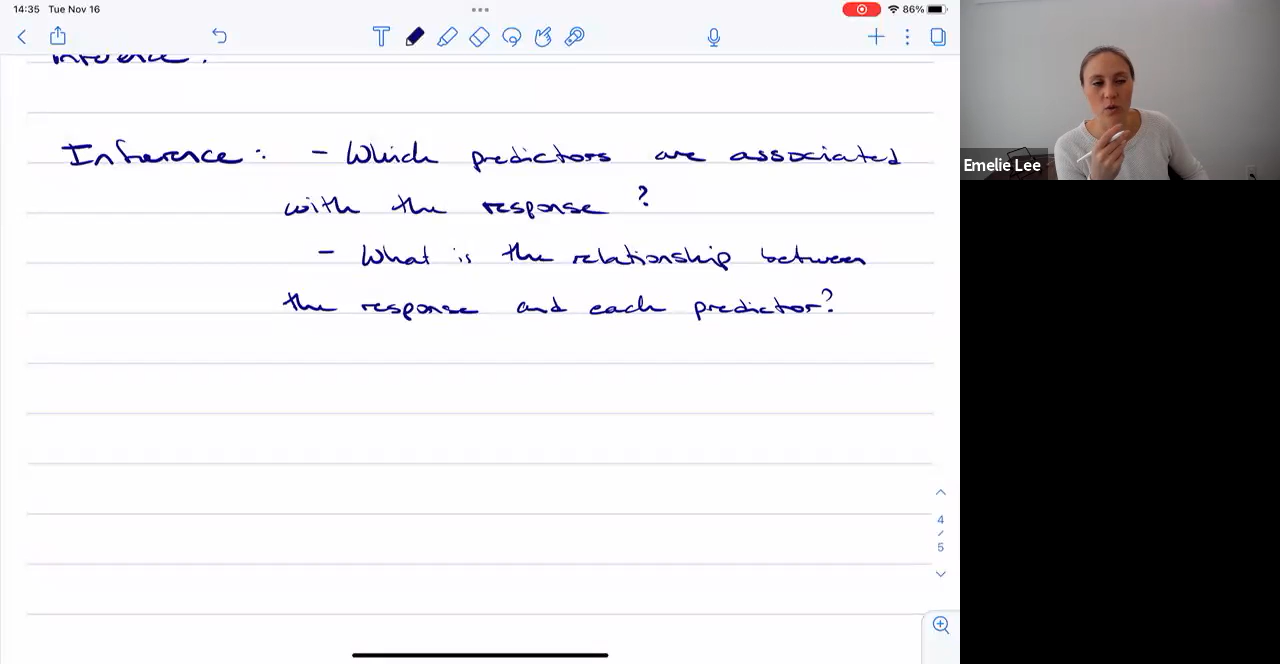 14:35 Tue Nov 16
86%
T
Inference:
Inference : - Which predictors are associated
with the response ?
- What is the relationship between
the response and each predictor?
Emelie Lee
4
/
5